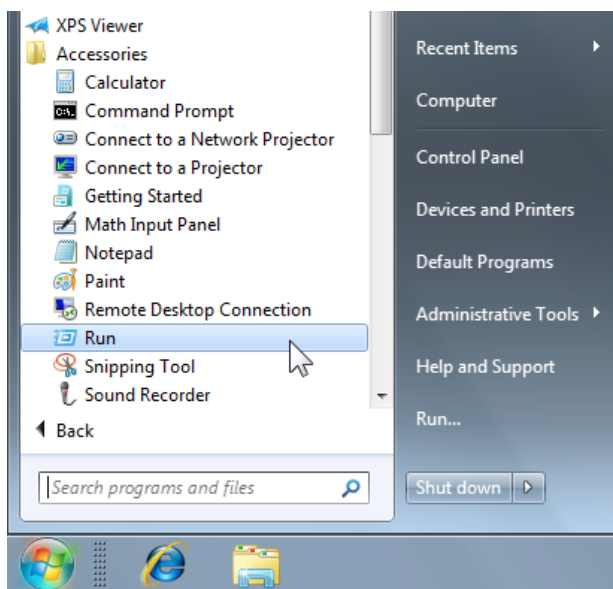 XPS Viewer
Accessories
Calculator
Command Prompt
Connect to a Network Projector
Connect to a Projector
Getting Started
Math Input Panel
Notepad
Paint
Remote Desktop Connection
Run
Snipping Tool
Sound Recorder
Back
Search programs and files
Recent Items
Computer
Control Panel
Devices and Printers
Default Programs
Administrative Tools
Help and Support
Run...
Shut down